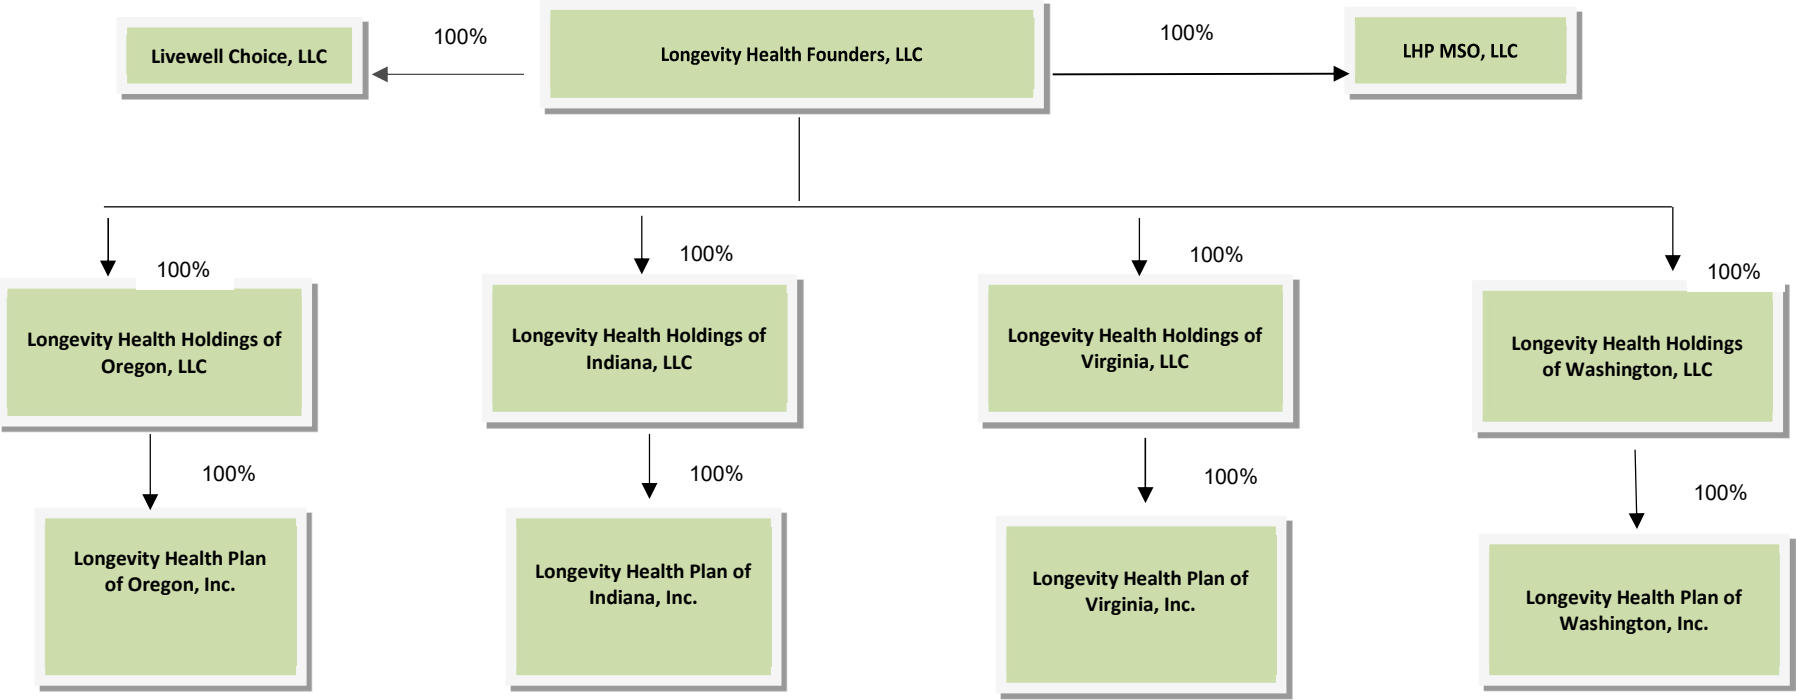 Livewell Choice, LLC
100%
Longevity Health Founders, LLC
100%
LHP MSO, LLC
100%
100%
100%
100%
Longevity Health Holdings of
Oregon, LLC
Longevity Health Holdings of
Indiana, LLC
Longevity Health Holdings of
Virginia, LLC
Longevity Health Holdings
of Washington, LLC
100%
100%
100%
100%
Longevity Health Plan
of Oregon, Inc.
Longevity Health Plan of
Indiana, Inc.
Longevity Health Plan of
Virginia, Inc.
Longevity Health Plan of
Washington, Inc.